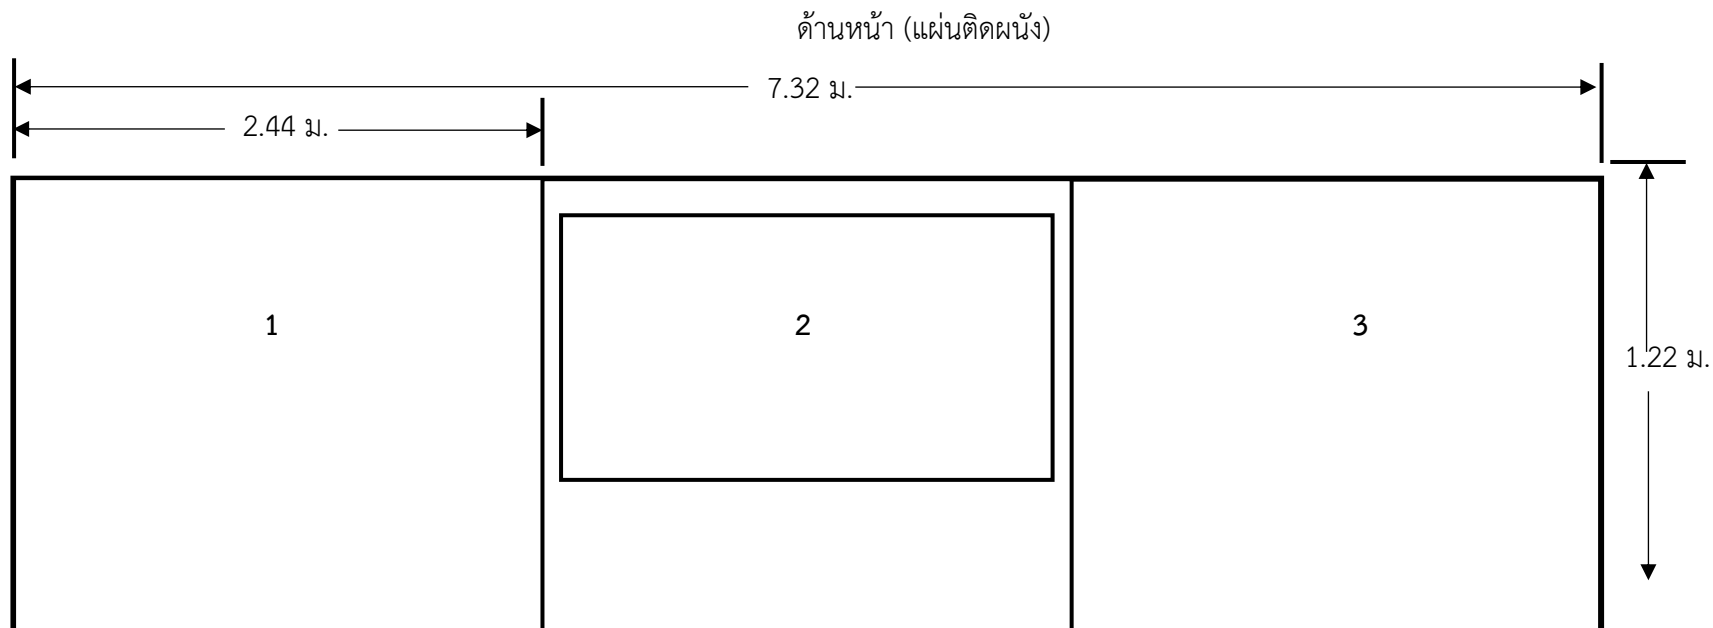 ด้านหน้า (แผ่นติดผนัง)
7.32 ม.
2.44 ม.
1
2
3
1.22 ม.